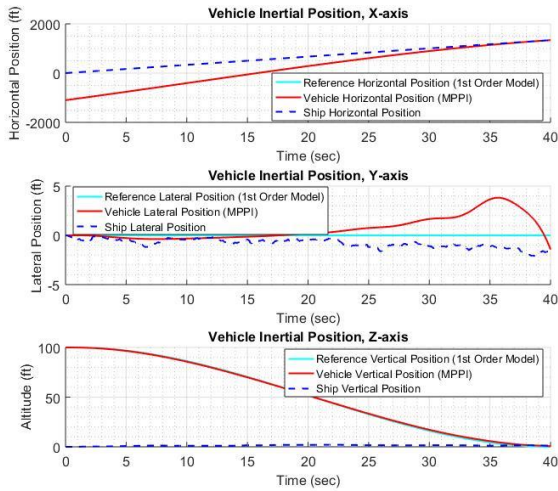 Vehicle Inertial Position, X-axis
Horizontal Position (ft)
2000
0
-2000
Reference Horizontal Position (1st Order Model)
Vehicle Horizontal Position (MPPI)
Ship Horizontal Position
0 5 10 15 20 25 30 35 40
Time (sec)
Vehicle Inertial Position, Y-axis
Lateral Position (ft)
5
0
-5
Reference Lateral Position (1st Order Model)
Vehicle Lateral Position (MPPI)
Ship Lateral Position
0 5 10 15 20 25 30 35 40
Time (sec)
Vehicle Inertial Position, Z-axis
Altitude (ft)
100
50
0
Reference Vertical Position (1st Order Model)
Vehicle Vertical Position (MPPI)
Ship Vertical Position
0 5 10 15 20 25 30 35 40
Time (sec)